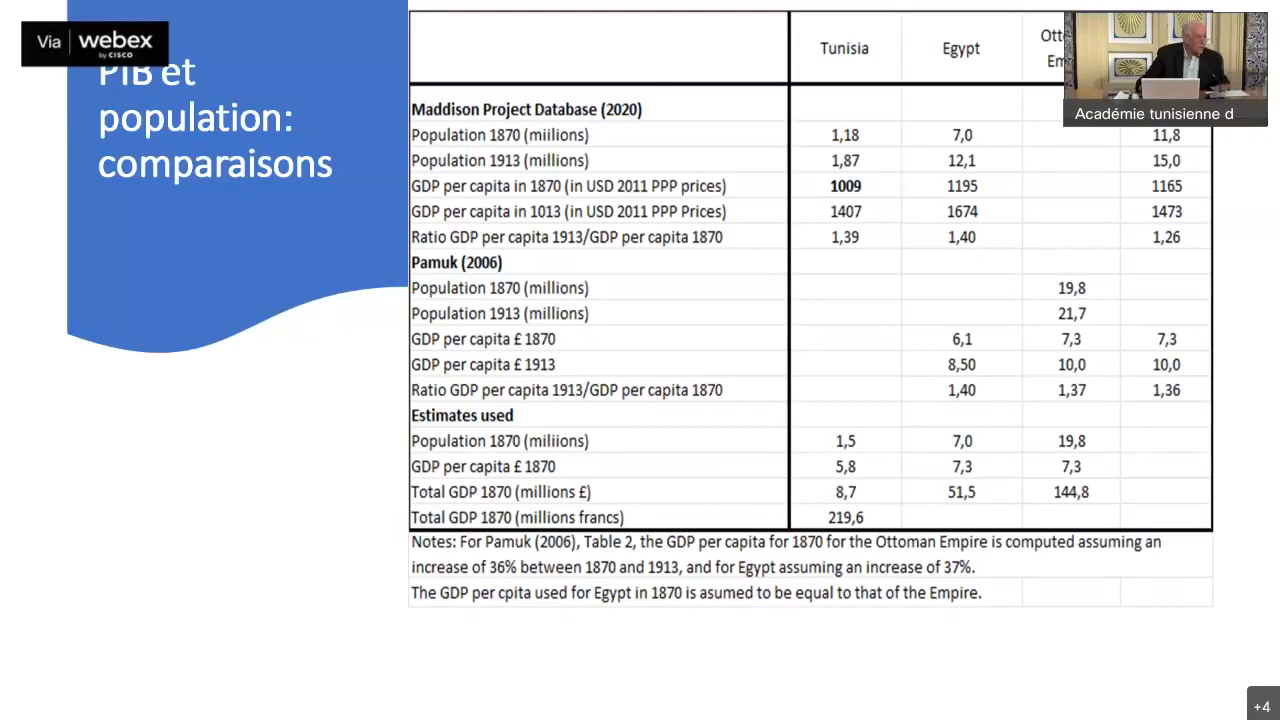 Via webex
by CISCO
PIB et
population:
comparaisons
Tunisia Egypt
Maddison Project Database (2020)
Population 1870 (miilions) 1,18 7,0 11,8
Population 1913 (millions) 1,87 12,1 15,0
GDP per capita in 1870 (in USD 2011 PPP prices) 1009 1195 1165
GDP per capita in 1013 (in USD 2011 PPP Prices) 1407 1674 1473
Ratio GDP per capita 1913/GDP per capita 1870 1,39 1,40 1,26
Pamuk (2006)
Population 1870 (millions) 19,8
Population 1913 (millions) 21,7
GDP per capita £ 1870 6,1 7,3 7,3
GDP per capita £ 1913 8,50 10,0 10,0
Ratio GDP per capita 1913/GDP per capita 1870 1,40 1,37 1,36
Estimates used
Population 1870 (miliions) 1,5 7,0 19,8
GDP per capita £ 1870 5,8 7,3 7,3
Total GDP 1870 (millions £) 8,7 51,5 144,8
Total GDP 1870 (millions francs) 219,6
Notes: For Pamuk (2006), Table 2, the GDP per capita for 1870 for the Ottoman Empire is computed assuming an
increase of 36% between 1870 and 1913, and for Egypt assuming an increase of 37%.
The GDP per cpita used for Egypt in 1870 is asumed to be equal to that of the Empire.
Académie tunisienne d
+4